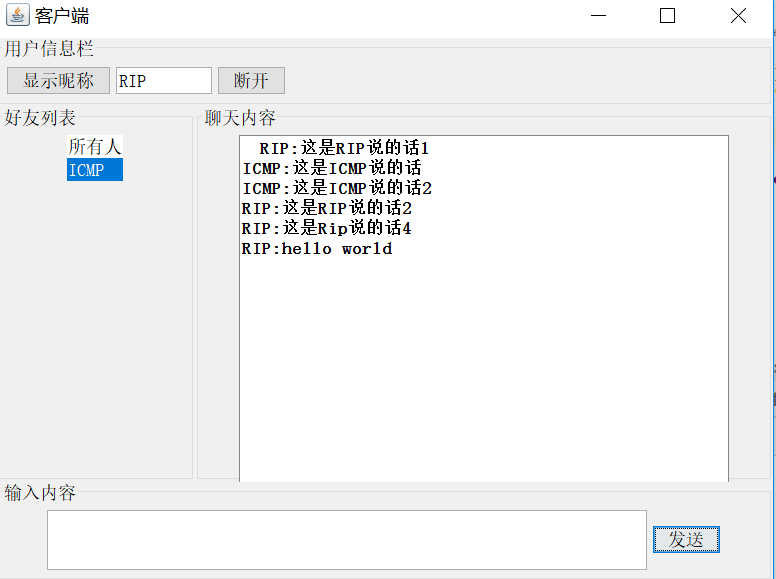 客户端
用户信息栏
显示昵称 RIP 断开
好友列表
所有人
ICMP
聊天内容
RIP:这是RIP说的话1
ICMP:这是ICMP说的话
ICMP:这是ICMP说的话2
RIP:这是RIP说的话2
RIP:这是Rip说的话4
RIP:hello world
输入内容
发送